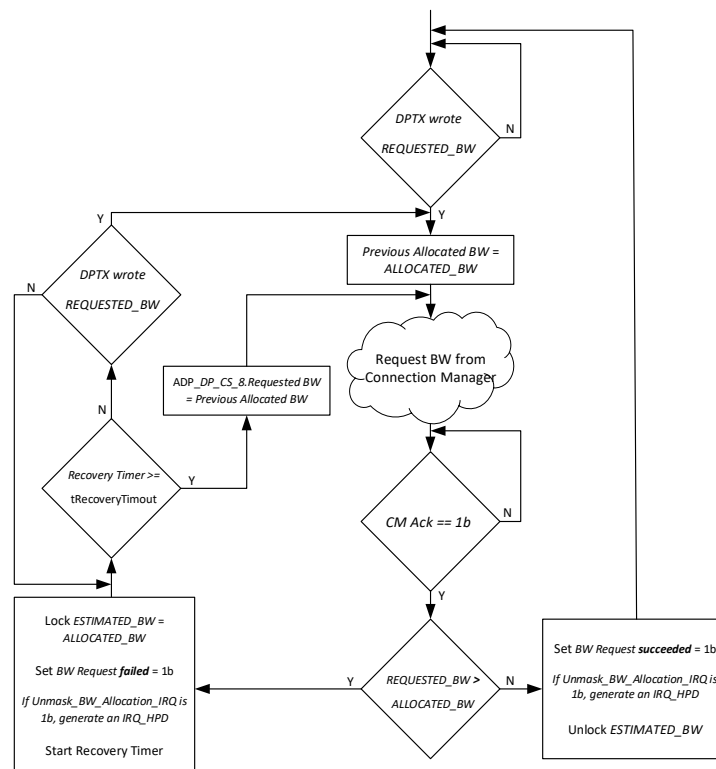 DPTX wrote
REQUESTED_BW
N
Y
Previous Allocated BW =
ALLOCATED_BW
Y
DPTX wrote
REQUESTED_BW
N
Request BW from
Connection Manager
ADP_DP_CS_8.Requested BW
= Previous Allocated BW
N
Recovery Timer >=
tRecoveryTimout
Y
CM Ack == 1b
N
Y
Lock ESTIMATED_BW =
ALLOCATED_BW
Set BW Request failed = 1b
If Unmask_BW_Allocation_IRQ is
1b, generate an IRQ_HPD
Start Recovery Timer
Y
REQUESTED_BW >
ALLOCATED_BW
N
Set BW Request succeeded = 1b
If Unmask_BW_Allocation_IRQ is
1b, generate an IRQ_HPD
Unlock ESTIMATED_BW